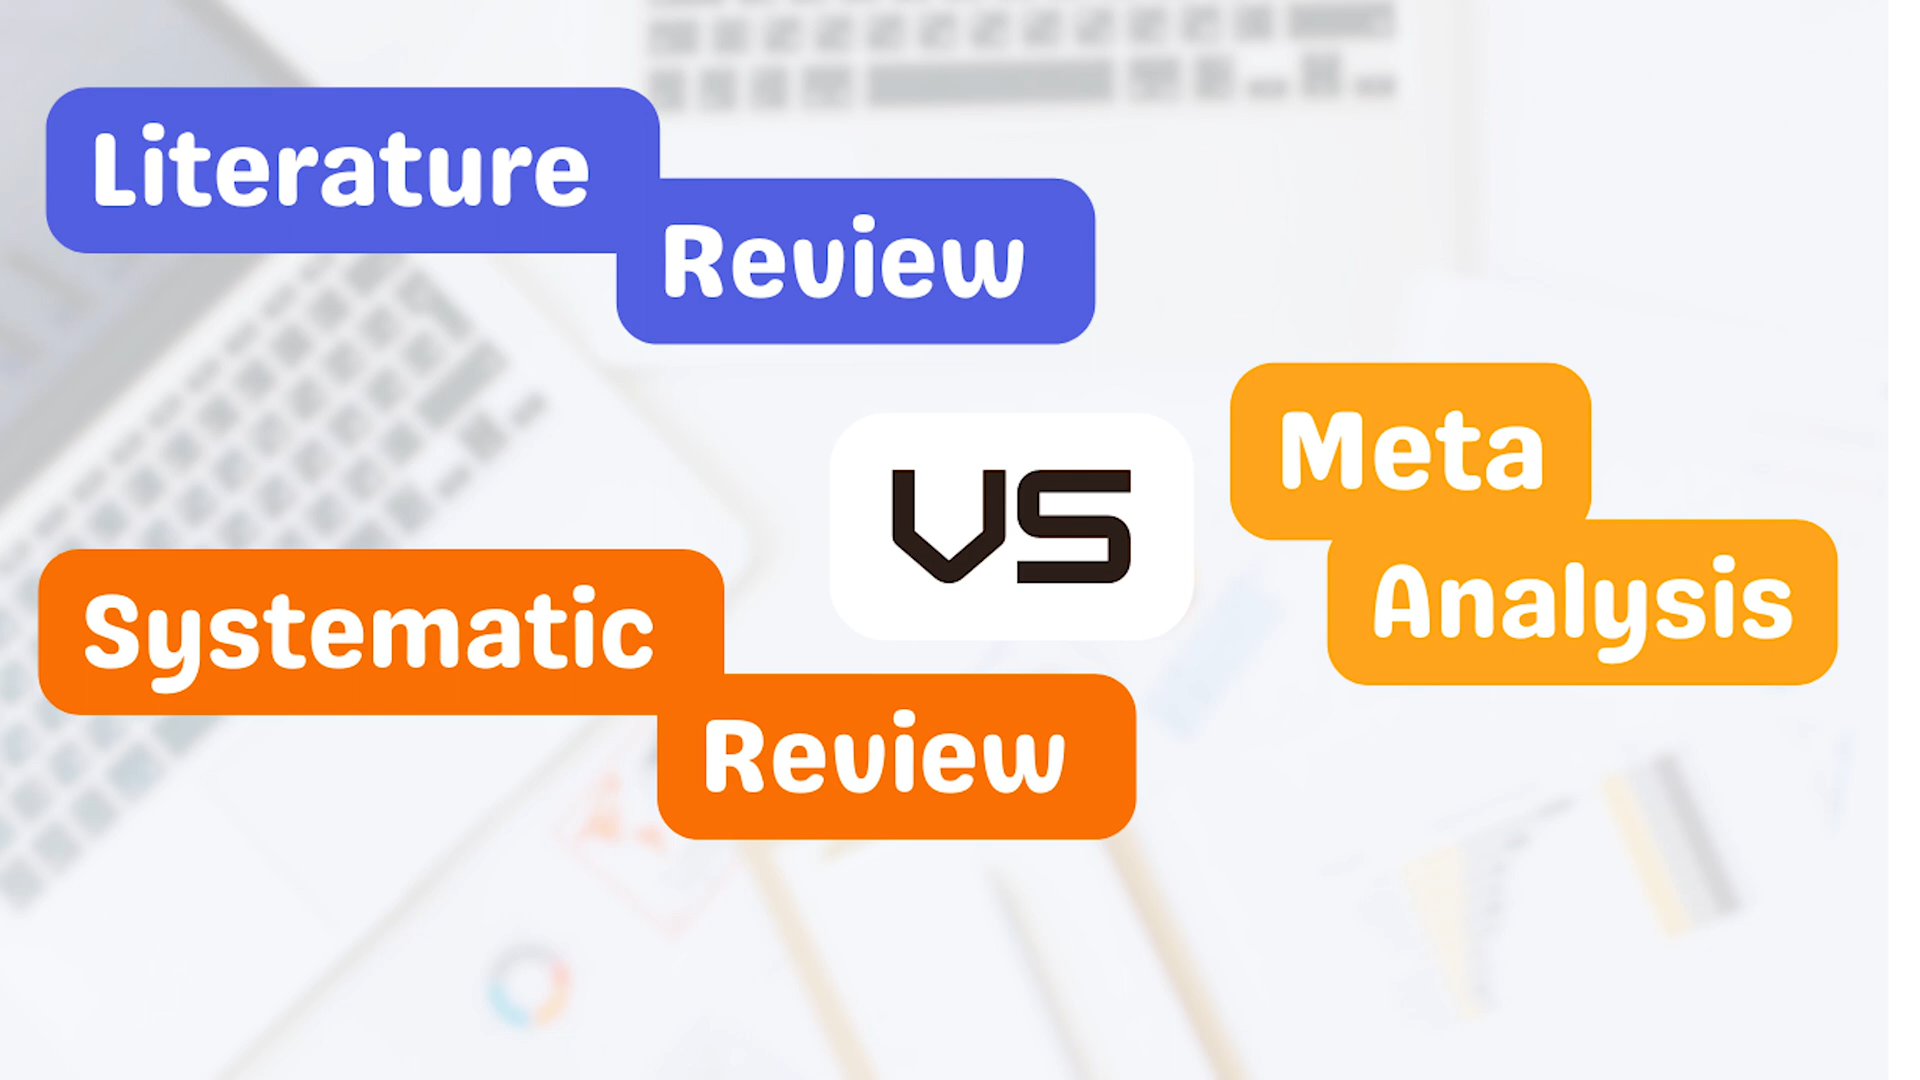 Literature
Review
VS
Meta
Analysis
Systematic
Review